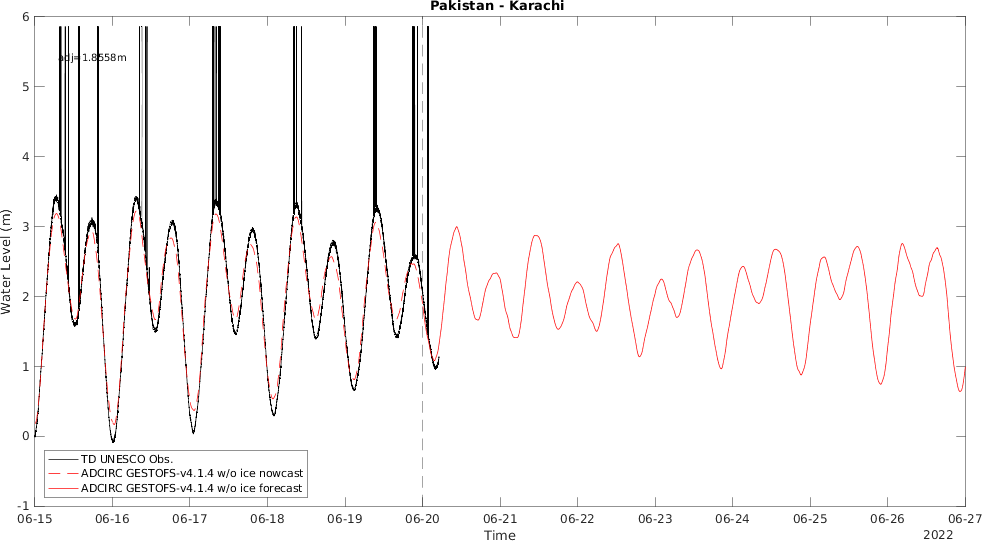 Pakistan - Karachi
6
5
4
3
2
1
0
-1
Water Level (m)
adj=1.8558m
TD UNESCO Obs.
ADCIRC GESTOFS-v4.1.4 w/o ice nowcast
ADCIRC GESTOFS-v4.1.4 w/o ice forecast
06-15 06-16 06-17 06-18 06-19 06-20 06-21 06-22 06-23 06-24 06-25 06-26 06-27
Time
2022